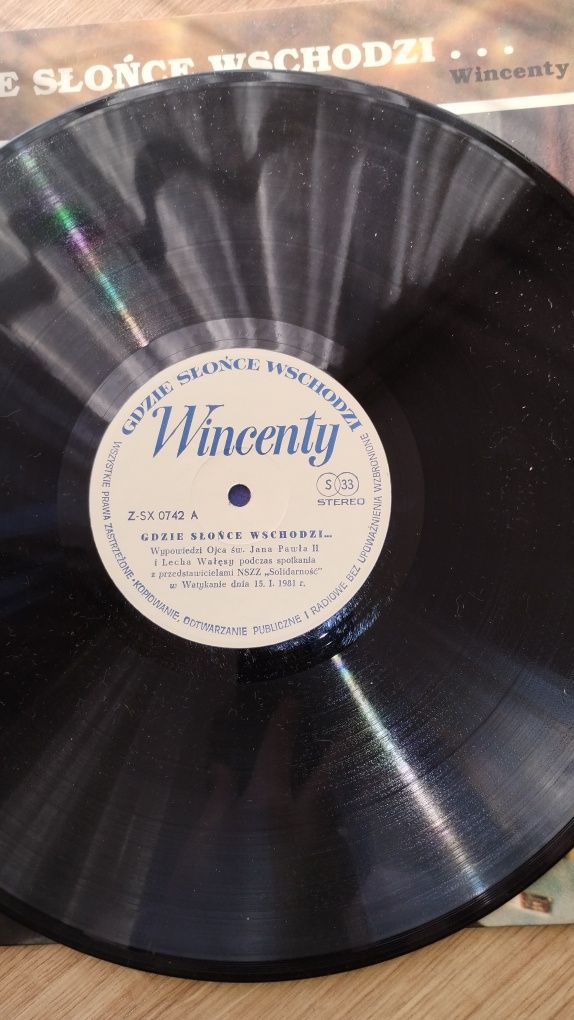 E SŁOŃCE WSCHODZI...
Wincenty
GDZIE SŁOŃCE WSCHODZI
Wincenty
S 33
STEREO
Z-SX 0742 A
GDZIE SŁOŃCE WSCHODZI...
Wypowiedzi Ojca św. Jana Pawła II
i Lecha Wałęsy podczas spotkania
z przedstawicielami NSZZ „Solidarność”
w Watykanie dnia 15. I. 1981 r.
WSZYSTKIE PRAWA ZASTRZEŻONE-KOPIOWANIE, ODTWARZANIE PUBLICZNE I RADIOWE BEZ UPOWAŻNIENIA WZBRONIONE